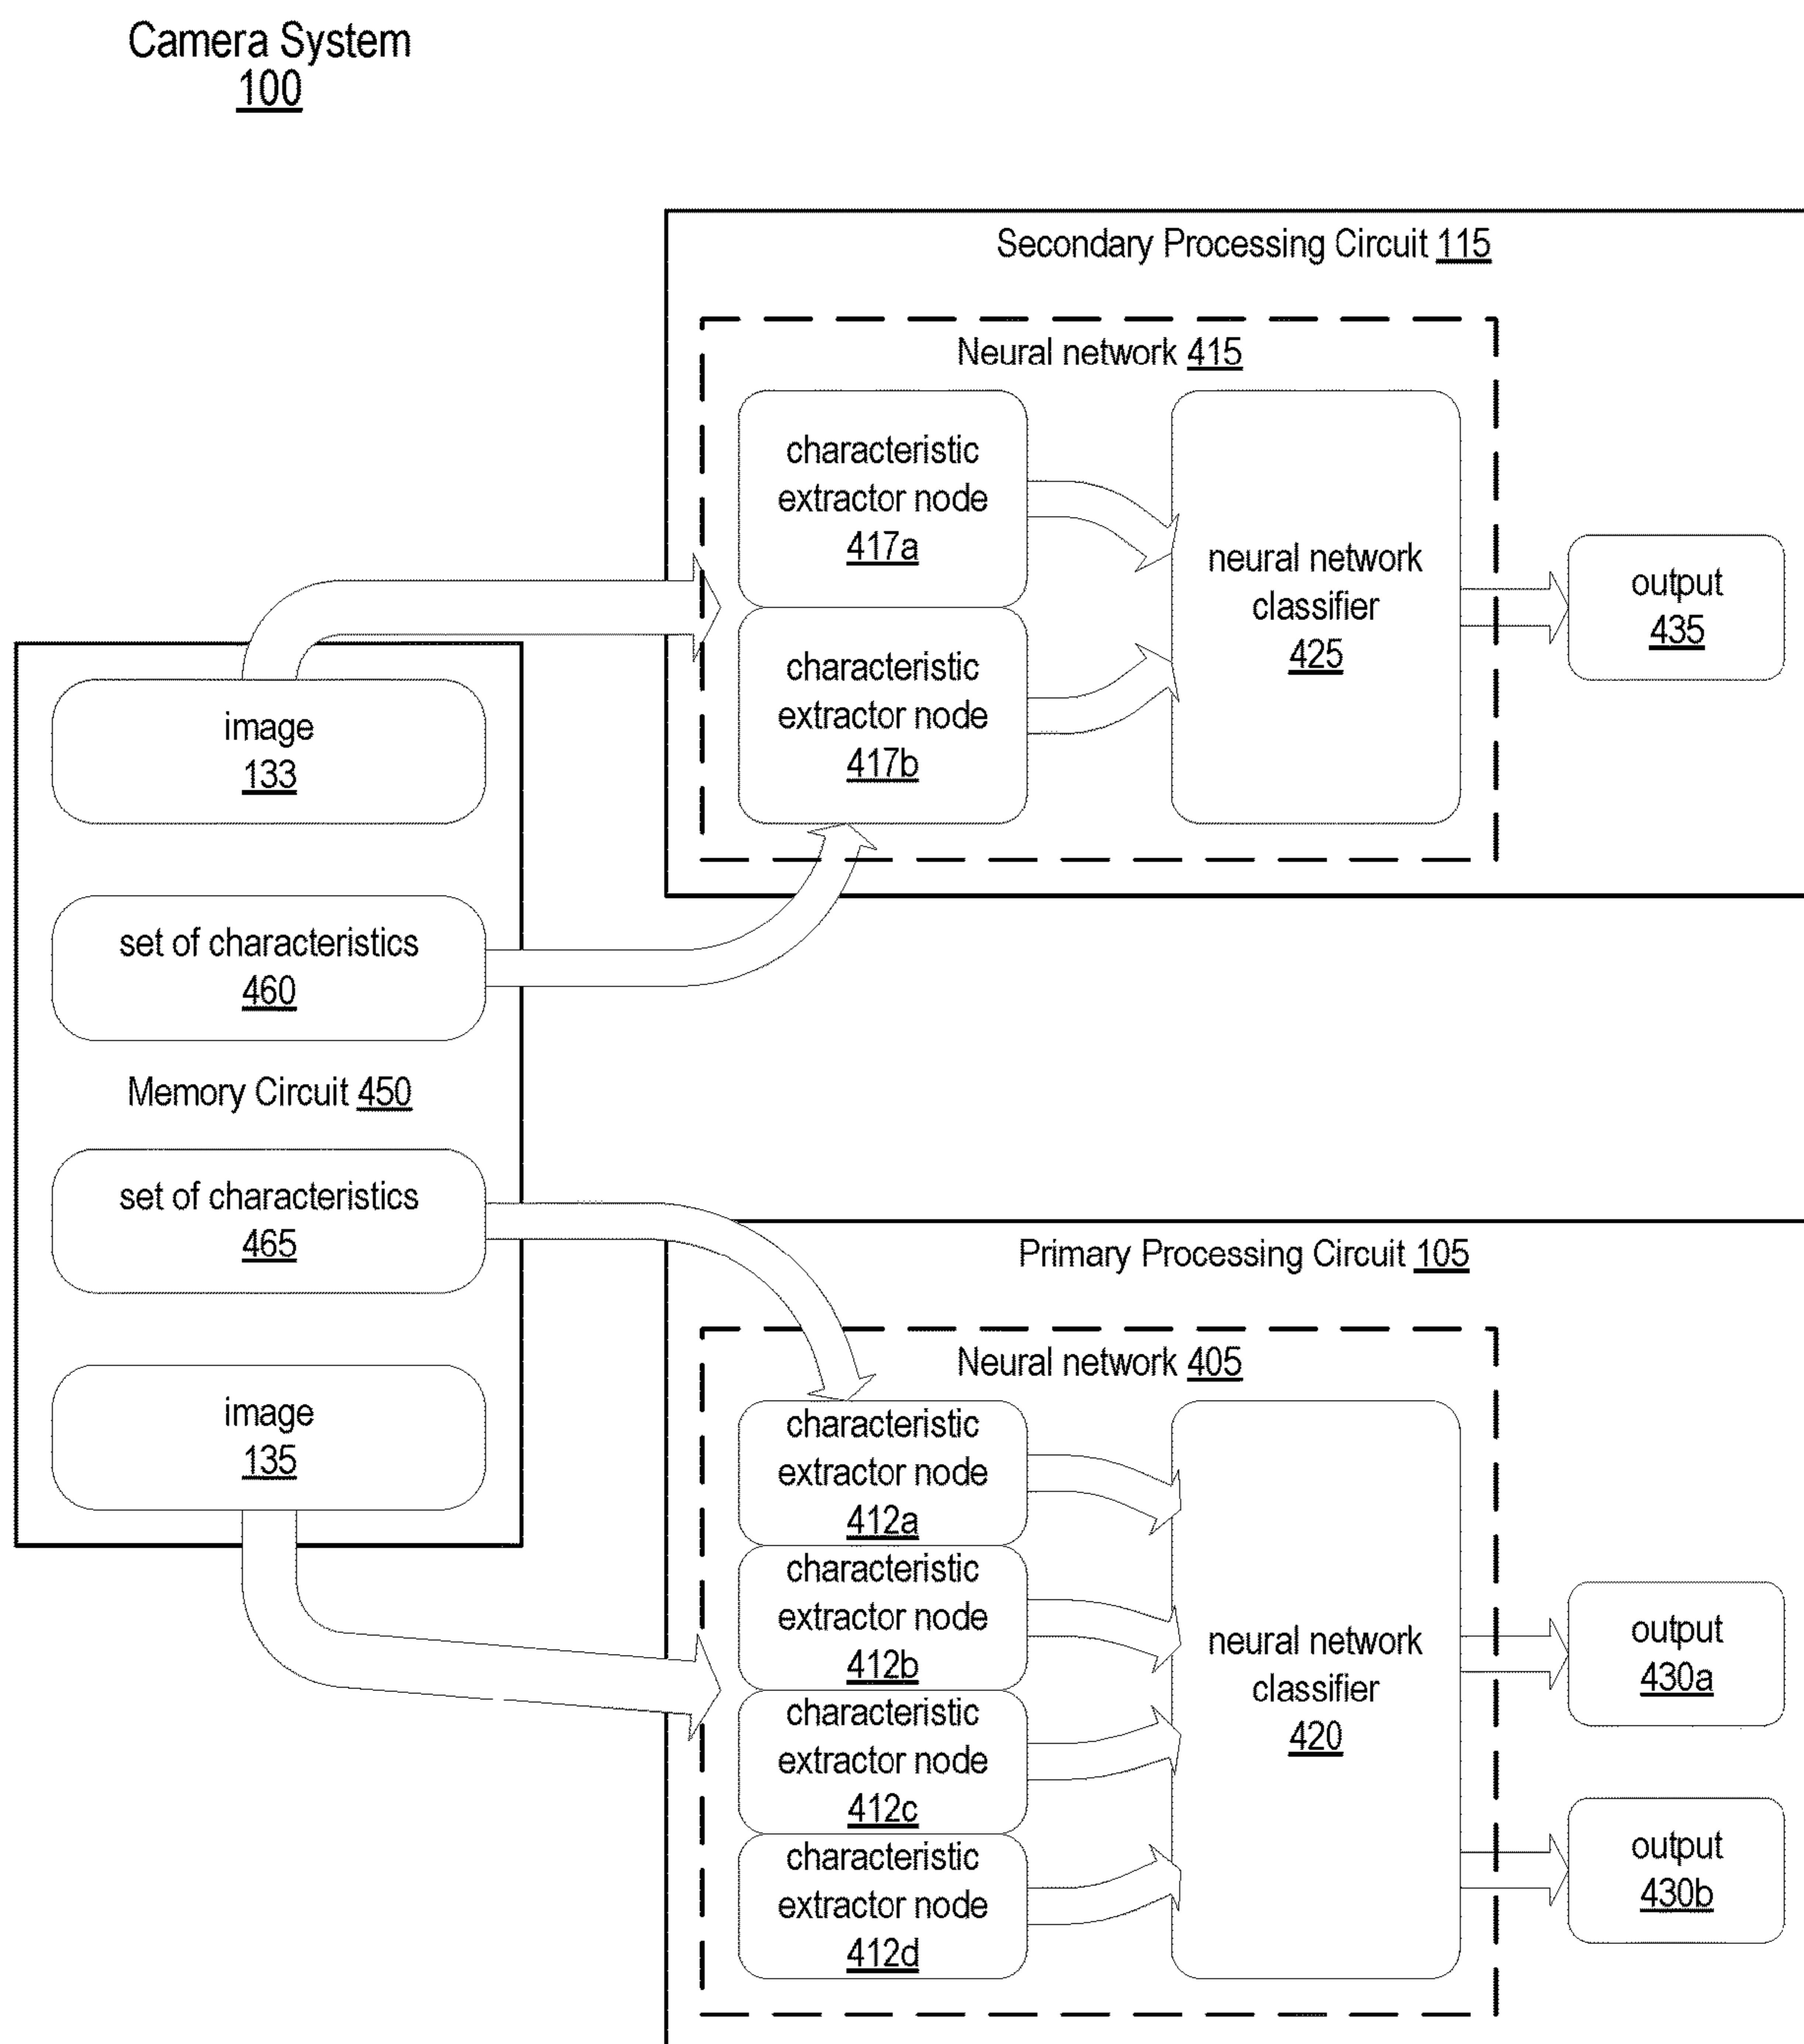 Camera System
100
Secondary Processing Circuit 115
Neural network 415
characteristic
extractor node
417a
characteristic
extractor node
417b
neural network
classifier
425
output
435
image
133
set of characteristics
460
Memory Circuit 450
set of characteristics
465
image
135
Primary Processing Circuit 105
Neural network 405
characteristic
extractor node
412a
characteristic
extractor node
412b
characteristic
extractor node
412c
characteristic
extractor node
412d
neural network
classifier
420
output
430a
output
430b